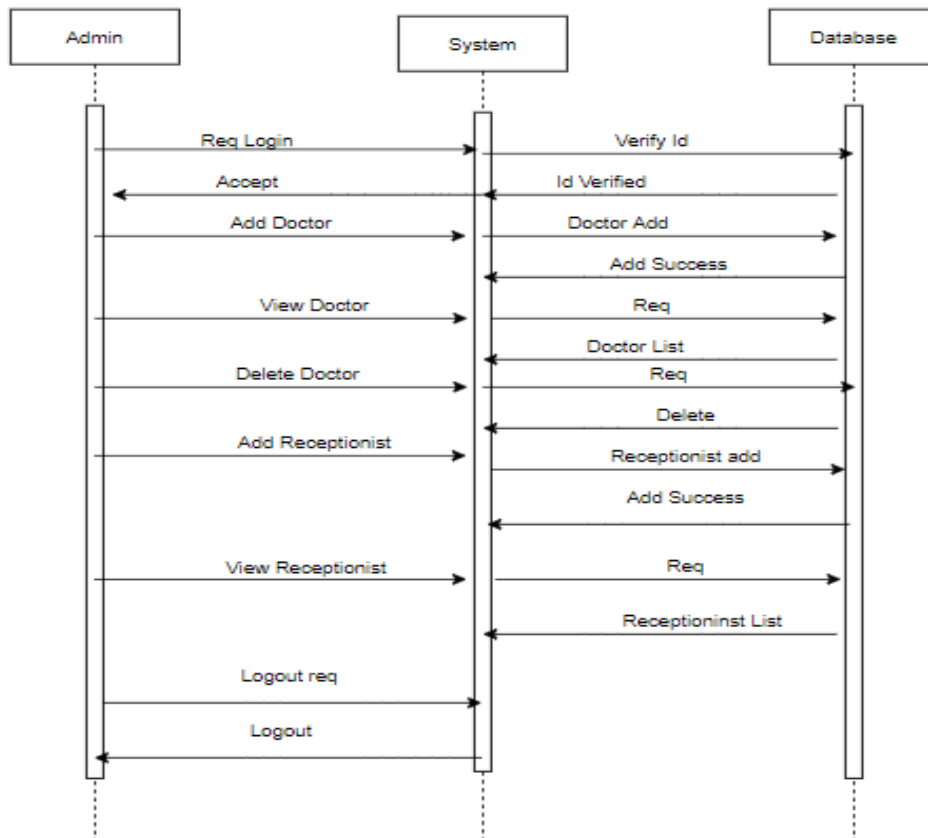 Admin
System
Database
Req Login
Verify Id
Accept
Id Verified
Add Doctor
Doctor Add
Add Success
View Doctor
Req
Doctor List
Delete Doctor
Req
Delete
Add Receptionist
Receptionist add
Add Success
View Receptionist
Req
Receptioninst List
Logout req
Logout